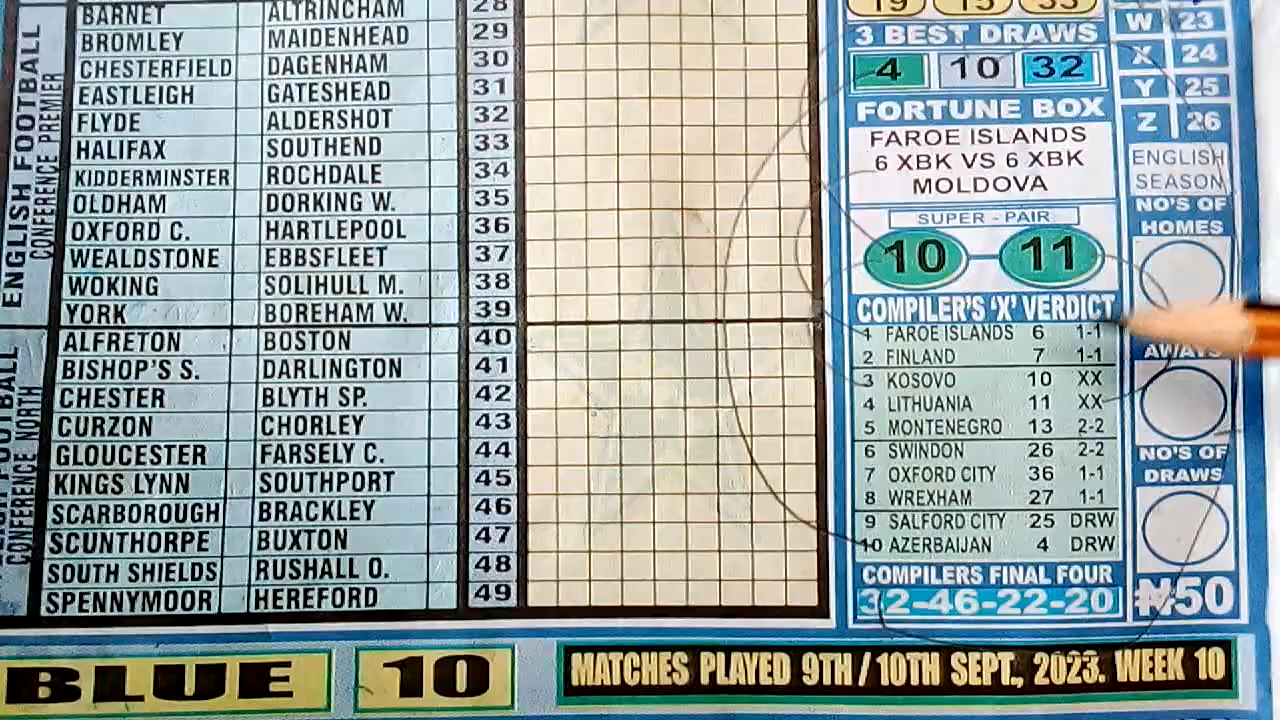 BARNET ALTRINCHAM 28
BROMLEY MAIDENHEAD 29
CHESTERFIELD DAGENHAM 30
EASTLEIGH GATESHEAD 31
FLYDE ALDERSHOT 32
HALIFAX SOUTHEND 33
KIDDERMINSTER ROCHDALE 34
OLDHAM DORKING W. 35
OXFORD C. HARTLEPOOL 36
WEALDSTONE EBBSFLEET 37
WOKING SOLIHULL M. 38
YORK BOREHAM W. 39
ALFRETON BOSTON 40
BISHOP'S S. DARLINGTON 41
CHESTER BLYTH SP. 42
CURZON CHORLEY 43
GLOUCESTER FARSELY C. 44
KINGS LYNN SOUTHPORT 45
SCARBOROUGH BRACKLEY 46
SCUNTHORPE BUXTON 47
SOUTH SHIELDS RUSHALL O. 48
SPENNYMOOR HEREFORD 49
ENGLISH FOOTBALL
CONFERENCE PREMIER
CONFERENCE NORTH
19 15 33
3 BEST DRAWS
4 10 32
FORTUNE BOX
FAROE ISLANDS
6 XBK VS 6 XBK
MOLDOVA
SUPER - PAIR
10 - 11
COMPILER'S 'X' VERDICT
1 FAROE ISLANDS 6 1-1
2 FINLAND 7 1-1
3 KOSOVO 10 XX
4 LITHUANIA 11 XX
5 MONTENEGRO 13 2-2
6 SWINDON 26 2-2
7 OXFORD CITY 36 1-1
8 WREXHAM 27 1-1
9 SALFORD CITY 25 DRW
10 AZERBAIJAN 4 DRW
COMPILERS FINAL FOUR
32-46-22-20
W 23
X 24
Y 25
Z 26
ENGLISH
SEASON
NO'S OF
HOMES
AWAYS
NO'S OF
DRAWS
₦50
BLUE 10
MATCHES PLAYED 9TH/10TH SEPT., 2023. WEEK 10